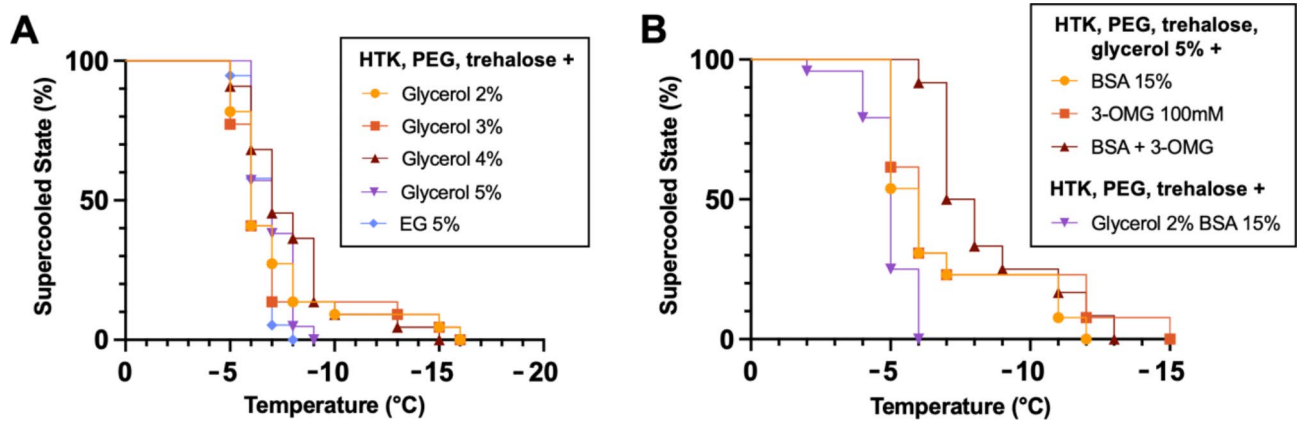 A
Supercooled State (%)
100
50
0
0
-5
-10
-15
-20
Temperature (°C)
HTK, PEG, trehalose +
Glycerol 2%
Glycerol 3%
Glycerol 4%
Glycerol 5%
EG 5%
B
Supercooled State (%)
100
50
0
0
-5
-10
-15
Temperature (°C)
HTK, PEG, trehalose,
glycerol 5% +
BSA 15%
3-OMG 100mM
BSA + 3-OMG
HTK, PEG, trehalose +
Glycerol 2% BSA 15%